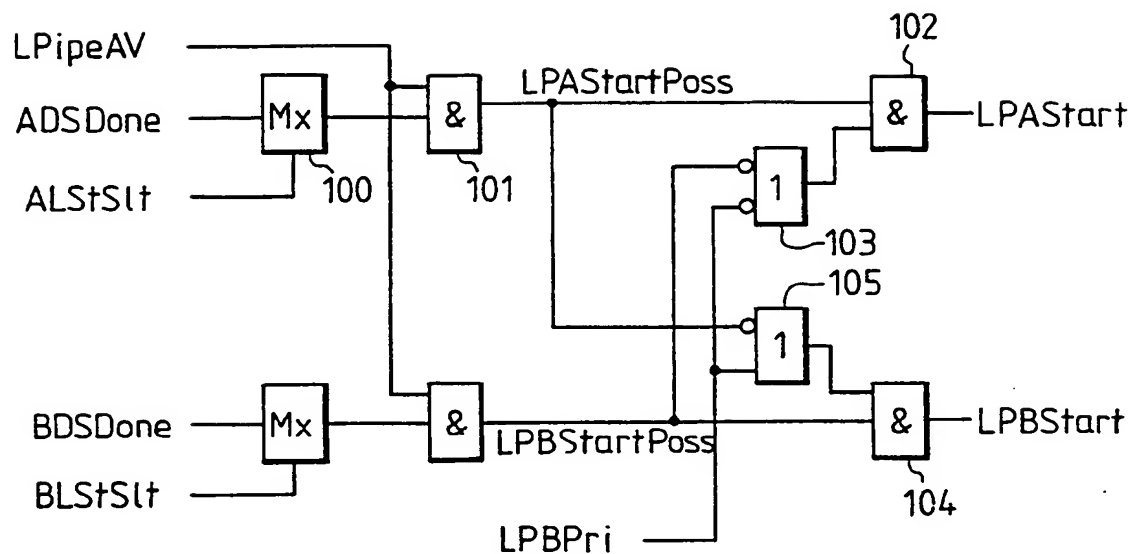 LPipeAV
102
LPAStartPoss
ADSDone
Mx
&
&
LPAStart
ALStSlt
100
101
1
103
105
1
BDSDone
Mx
&
LPBStartPoss
&
LPBStart
BLStSlt
104
LPBPri